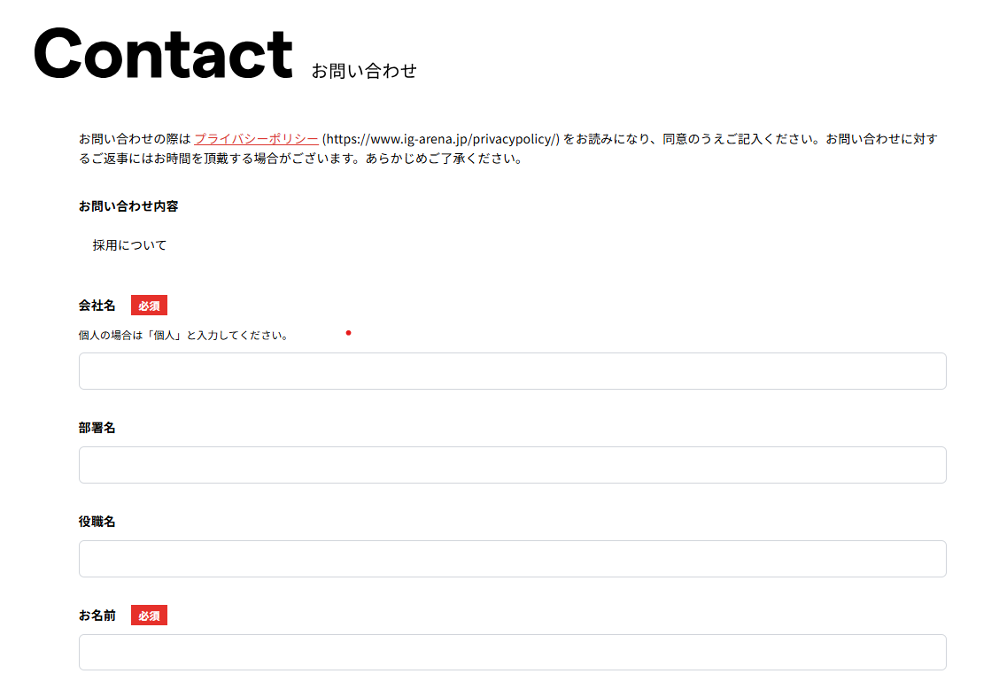 Contact お問い合わせ
お問い合わせの際は プライバシーポリシー (https://www.ig-arena.jp/privacypolicy/) をお読みになり、同意のうえご記入ください。お問い合わせに対す
るご返事にはお時間を頂戴する場合がございます。あらかじめご了承ください。
お問い合わせ内容
採用について
会社名 必須
個人の場合は「個人」と入力してください。
部署名
役職名
お名前 必須